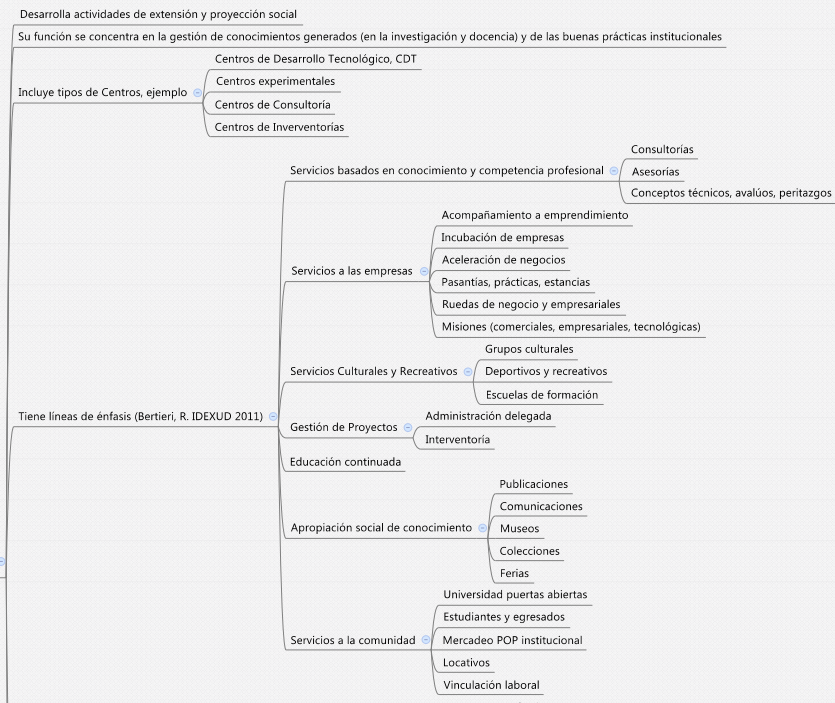 Desarrolla actividades de extensión y proyección social
Su función se concentra en la gestión de conocimientos generados (en la investigación y docencia) y de las buenas prácticas institucionales
Incluye tipos de Centros, ejemplo
Centros de Desarrollo Tecnológico, CDT
Centros experimentales
Centros de Consultoría
Centros de Inverventorías
Tiene líneas de énfasis (Bertieri, R. IDEXUD 2011)
Servicios basados en conocimiento y competencia profesional
Consultorías
Asesorías
Conceptos técnicos, avalúos, peritazgos
Servicios a las empresas
Acompañamiento a emprendimiento
Incubación de empresas
Aceleración de negocios
Pasantías, prácticas, estancias
Ruedas de negocio y empresariales
Misiones (comerciales, empresariales, tecnológicas)
Servicios Culturales y Recreativos
Grupos culturales
Deportivos y recreativos
Escuelas de formación
Gestión de Proyectos
Administración delegada
Interventoría
Educación continuada
Apropiación social de conocimiento
Publicaciones
Comunicaciones
Museos
Colecciones
Ferias
Servicios a la comunidad
Universidad puertas abiertas
Estudiantes y egresados
Mercadeo POP institucional
Locativos
Vinculación laboral